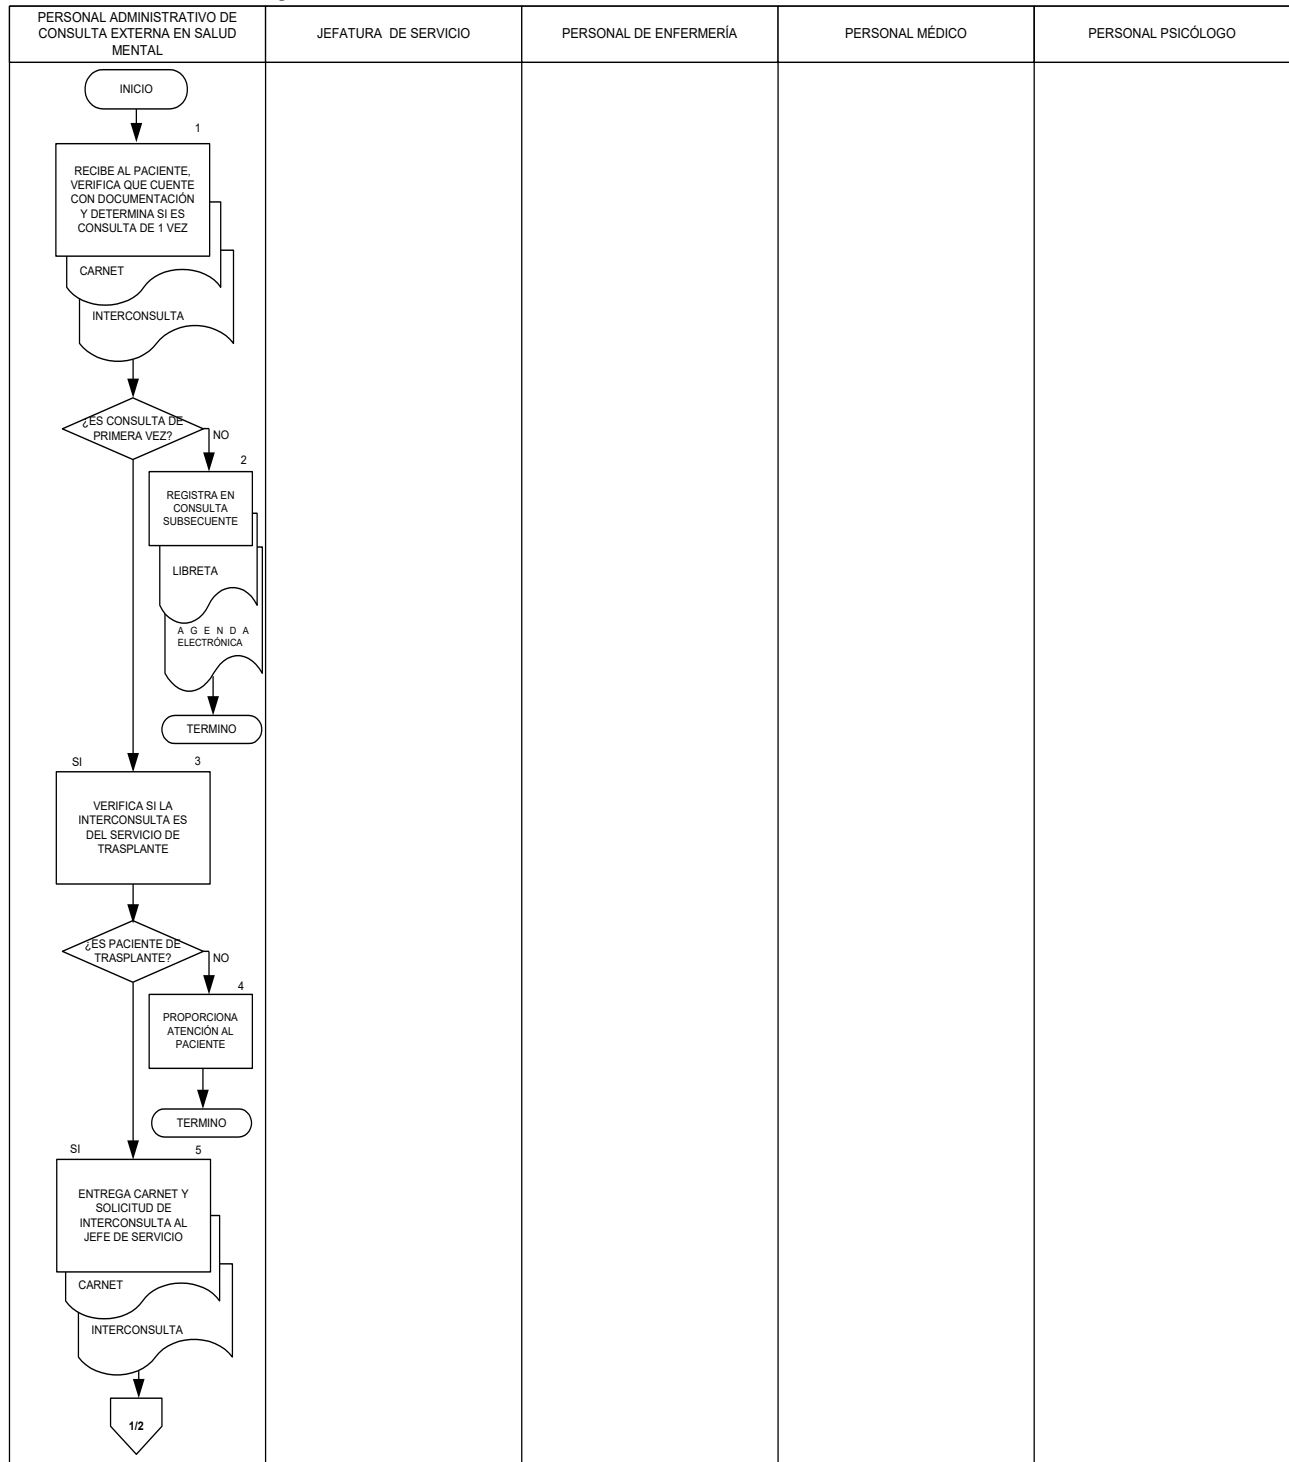 PERSONAL ADMINISTRATIVO DE
CONSULTA EXTERNA EN SALUD
MENTAL
JEFATURA DE SERVICIO
PERSONAL DE ENFERMERÍA
PERSONAL MÉDICO
PERSONAL PSICÓLOGO
INICIO
1
RECIBE AL PACIENTE,
VERIFICA QUE CUENTE
CON DOCUMENTACIÓN
Y DETERMINA SI ES
CONSULTA DE 1 VEZ
CARNET
INTERCONSULTA
¿ES CONSULTA DE
PRIMERA VEZ?
NO
2
REGISTRA EN
CONSULTA
SUBSECUENTE
LIBRETA
AGENDA
ELECTRÓNICA
TERMINO
SI
3
VERIFICA SI LA
INTERCONSULTA ES
DEL SERVICIO DE
TRASPLANTE
¿ES PACIENTE DE
TRASPLANTE?
NO
4
PROPORCIONA
ATENCIÓN AL
PACIENTE
TERMINO
SI
5
ENTREGA CARNET Y
SOLICITUD DE
INTERCONSULTA AL
JEFE DE SERVICIO
CARNET
INTERCONSULTA
1/2